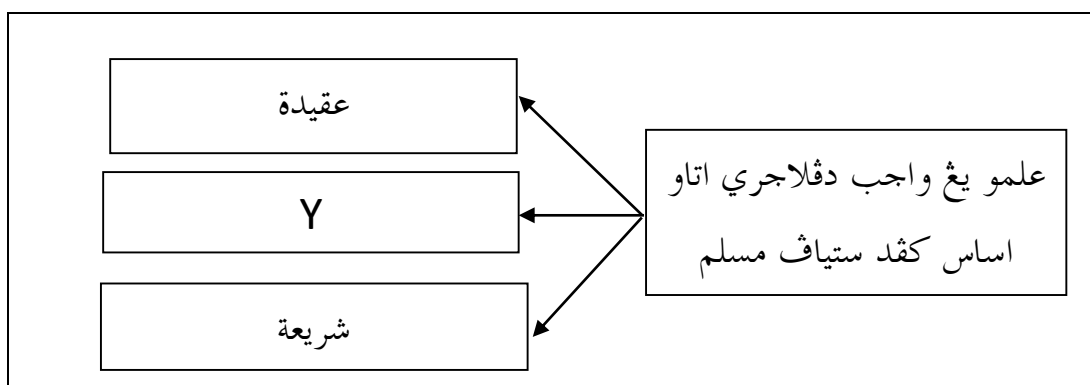 علمو يڠ واجب دڤلاجري اتاو
اساس كڤد ستياڤ مسلم
عقيدة
Y
شريعة